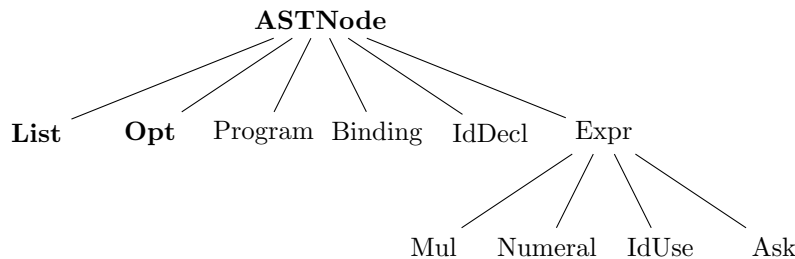 ASTNode
List Opt Program Binding IdDecl Expr
Mul Numeral IdUse Ask